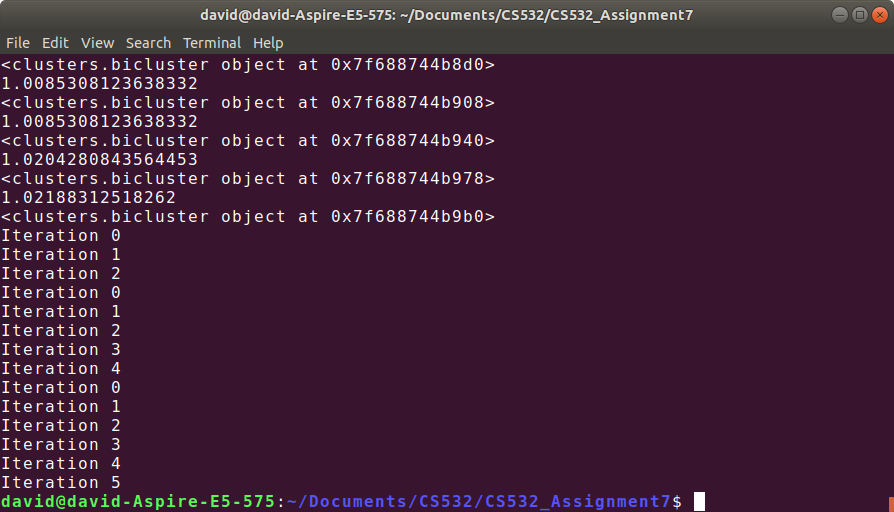 david@david-Aspire-E5-575: ~/Documents/CS532/CS532_Assignment7
File Edit View Search Terminal Help
<clusters.bicluster object at 0x7f688744b8d0>
1.0085308123638332
<clusters.bicluster object at 0x7f688744b908>
1.0085308123638332
<clusters.bicluster object at 0x7f688744b940>
1.0204280843564453
<clusters.bicluster object at 0x7f688744b978>
1.02188312518262
<clusters.bicluster object at 0x7f688744b9b0>
Iteration 0
Iteration 1
Iteration 2
Iteration 0
Iteration 1
Iteration 2
Iteration 3
Iteration 4
Iteration 0
Iteration 1
Iteration 2
Iteration 3
Iteration 4
Iteration 5
david@david-Aspire-E5-575:~/Documents/CS532/CS532_Assignment7$